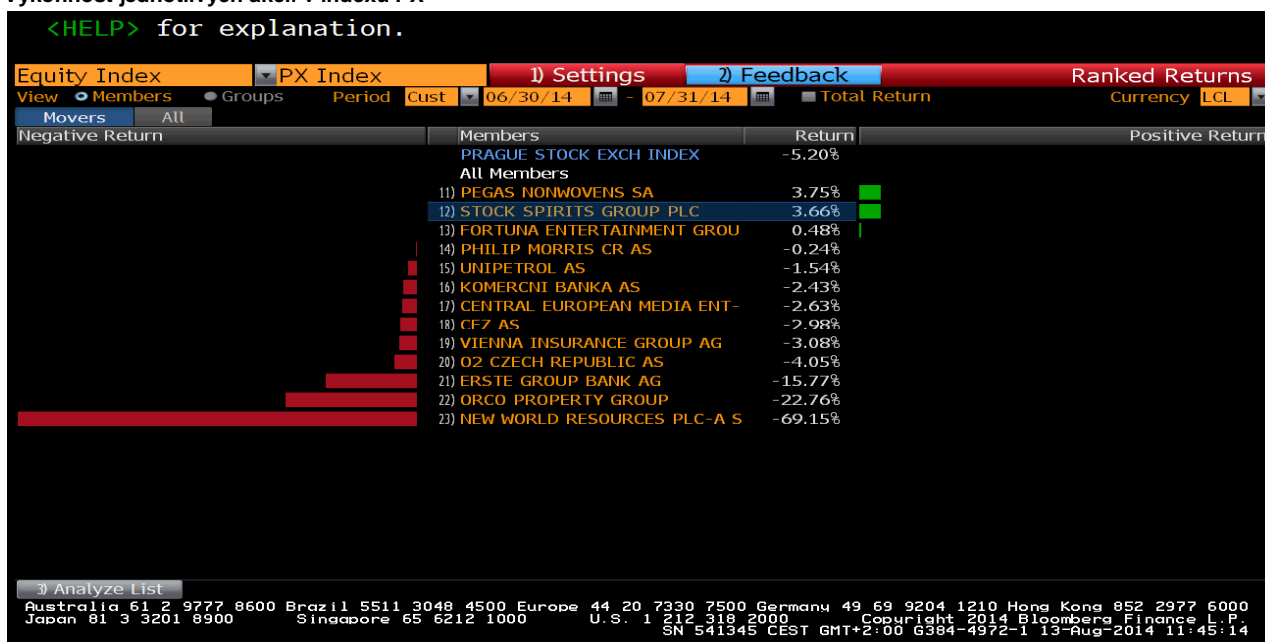 Výkonnost jednotlivých akcií v indexu PX
<HELP> for explanation.
Equity Index PX Index 1) Settings 2) Feedback Ranked Returns
View Members Groups Period Cust 06/30/14 - 07/31/14 Total Return Currency LCL
Movers All
Negative Return Members Return Positive Return
PRAGUE STOCK EXCH INDEX -5.20%
All Members
11) PEGAS NONWOVENS SA 3.75%
12) STOCK SPIRITS GROUP PLC 3.66%
13) FORTUNA ENTERTAINMENT GROU 0.48%
14) PHILIP MORRIS CR AS -0.24%
15) UNIPETROL AS -1.54%
16) KOMERCNI BANKA AS -2.43%
17) CENTRAL EUROPEAN MEDIA ENT- -2.63%
18) CEZ AS -2.98%
19) VIENNA INSURANCE GROUP AG -3.08%
20) O2 CZECH REPUBLIC AS -4.05%
21) ERSTE GROUP BANK AG -15.77%
22) ORCO PROPERTY GROUP -22.76%
23) NEW WORLD RESOURCES PLC-A S -69.15%
3) Analyze List
Australia 61 2 9777 8600 Brazil 5511 3048 4500 Europe 44 20 7330 7500 Germany 49 69 9204 1210 Hong Kong 852 2977 6000
Japan 81 3 3201 8900 Singapore 65 6212 1000 U.S. 1 212 318 2000 Copyright 2014 Bloomberg Finance L.P.
SN 541345 CEST GMT+2:00 G384-4972-1 13-Aug-2014 11:45:14